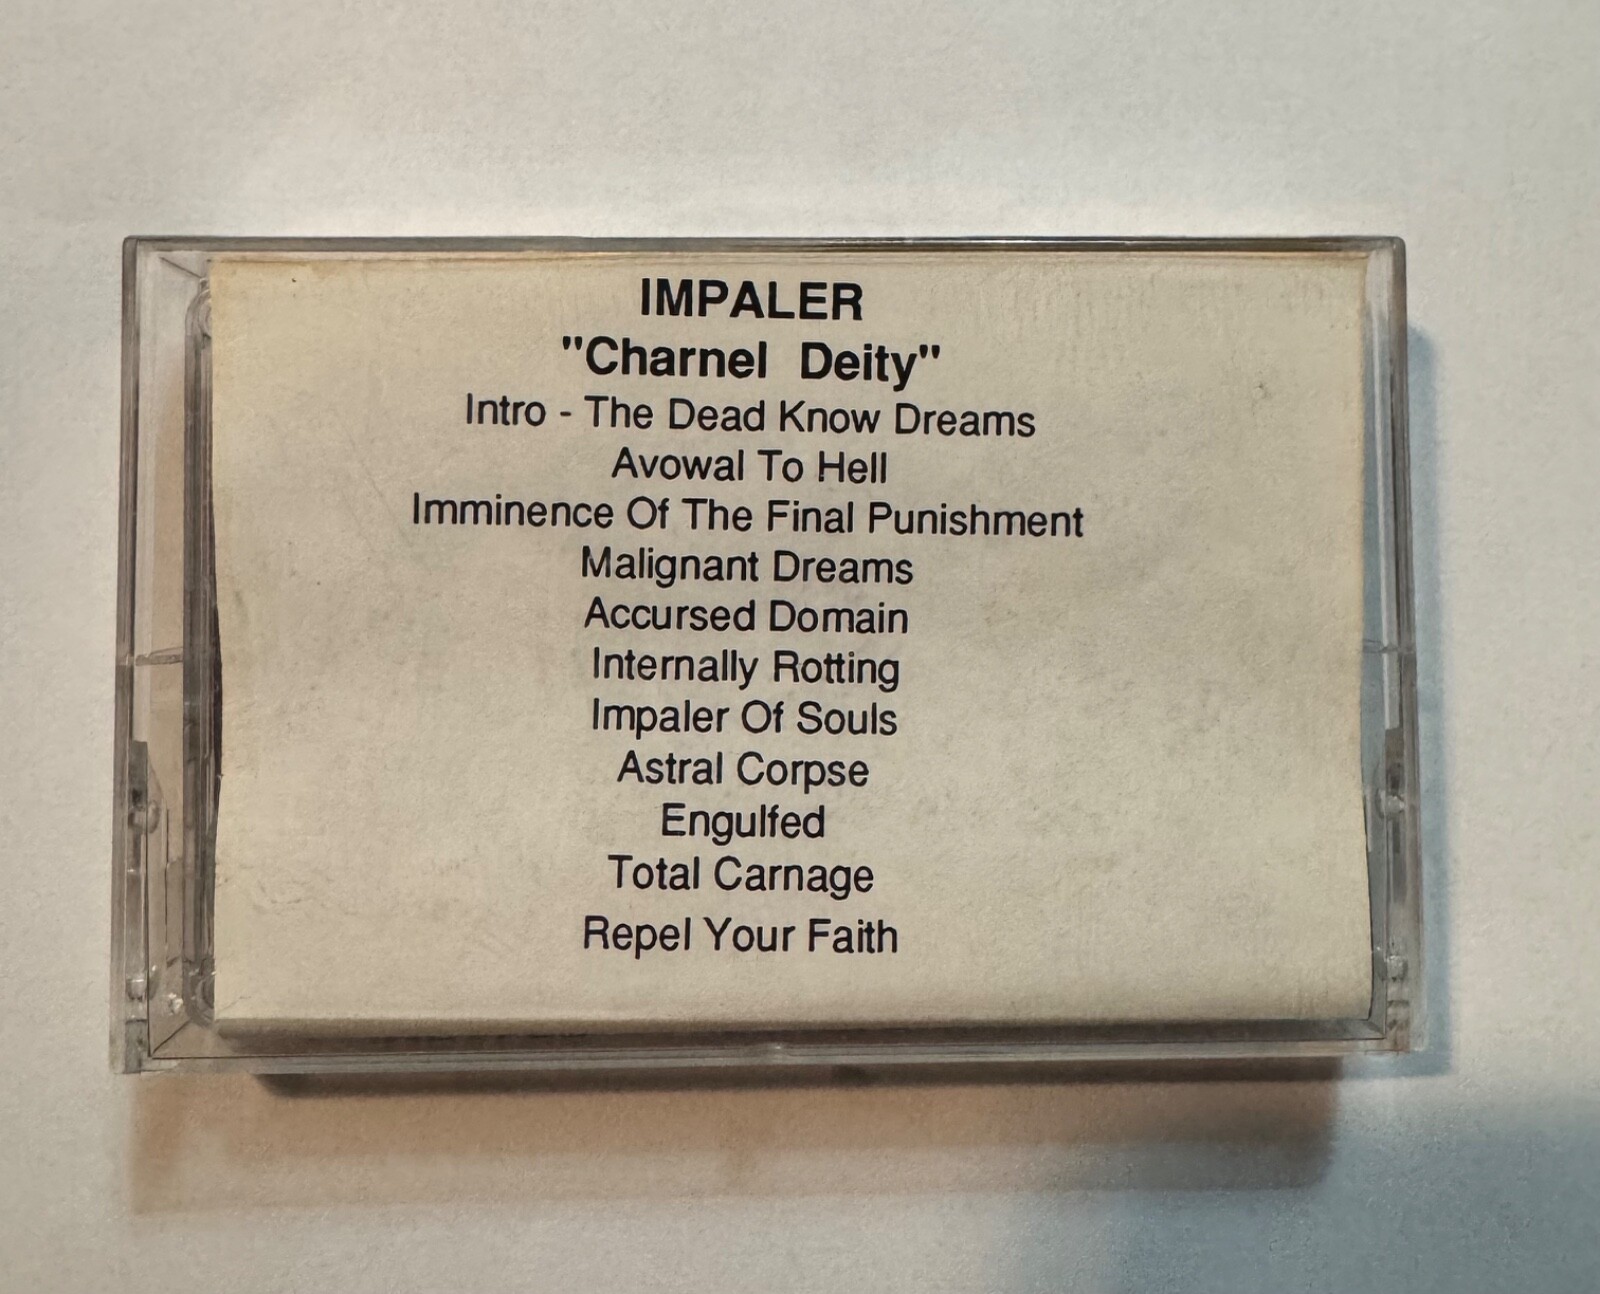 IMPALER
"Charnel Deity"
Intro - The Dead Know Dreams
Avowal To Hell
Imminence Of The Final Punishment
Malignant Dreams
Accursed Domain
Internally Rotting
Impaler Of Souls
Astral Corpse
Engulfed
Total Carnage
Repel Your Faith